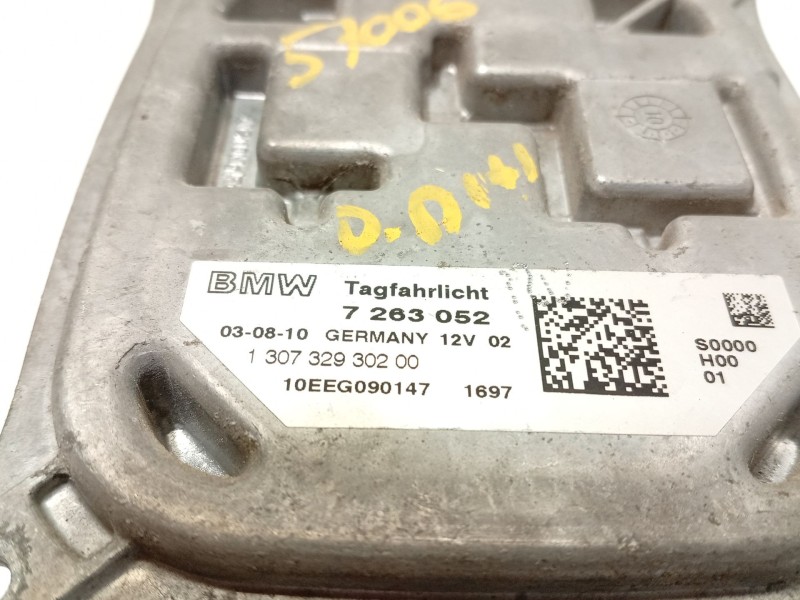 57006
D.D 141
BMW Tagfahrlicht
7 263 052
03-08-10 GERMANY 12V 02
1 307 329 302 00
10EEG090147 1697
S0000
H00
01